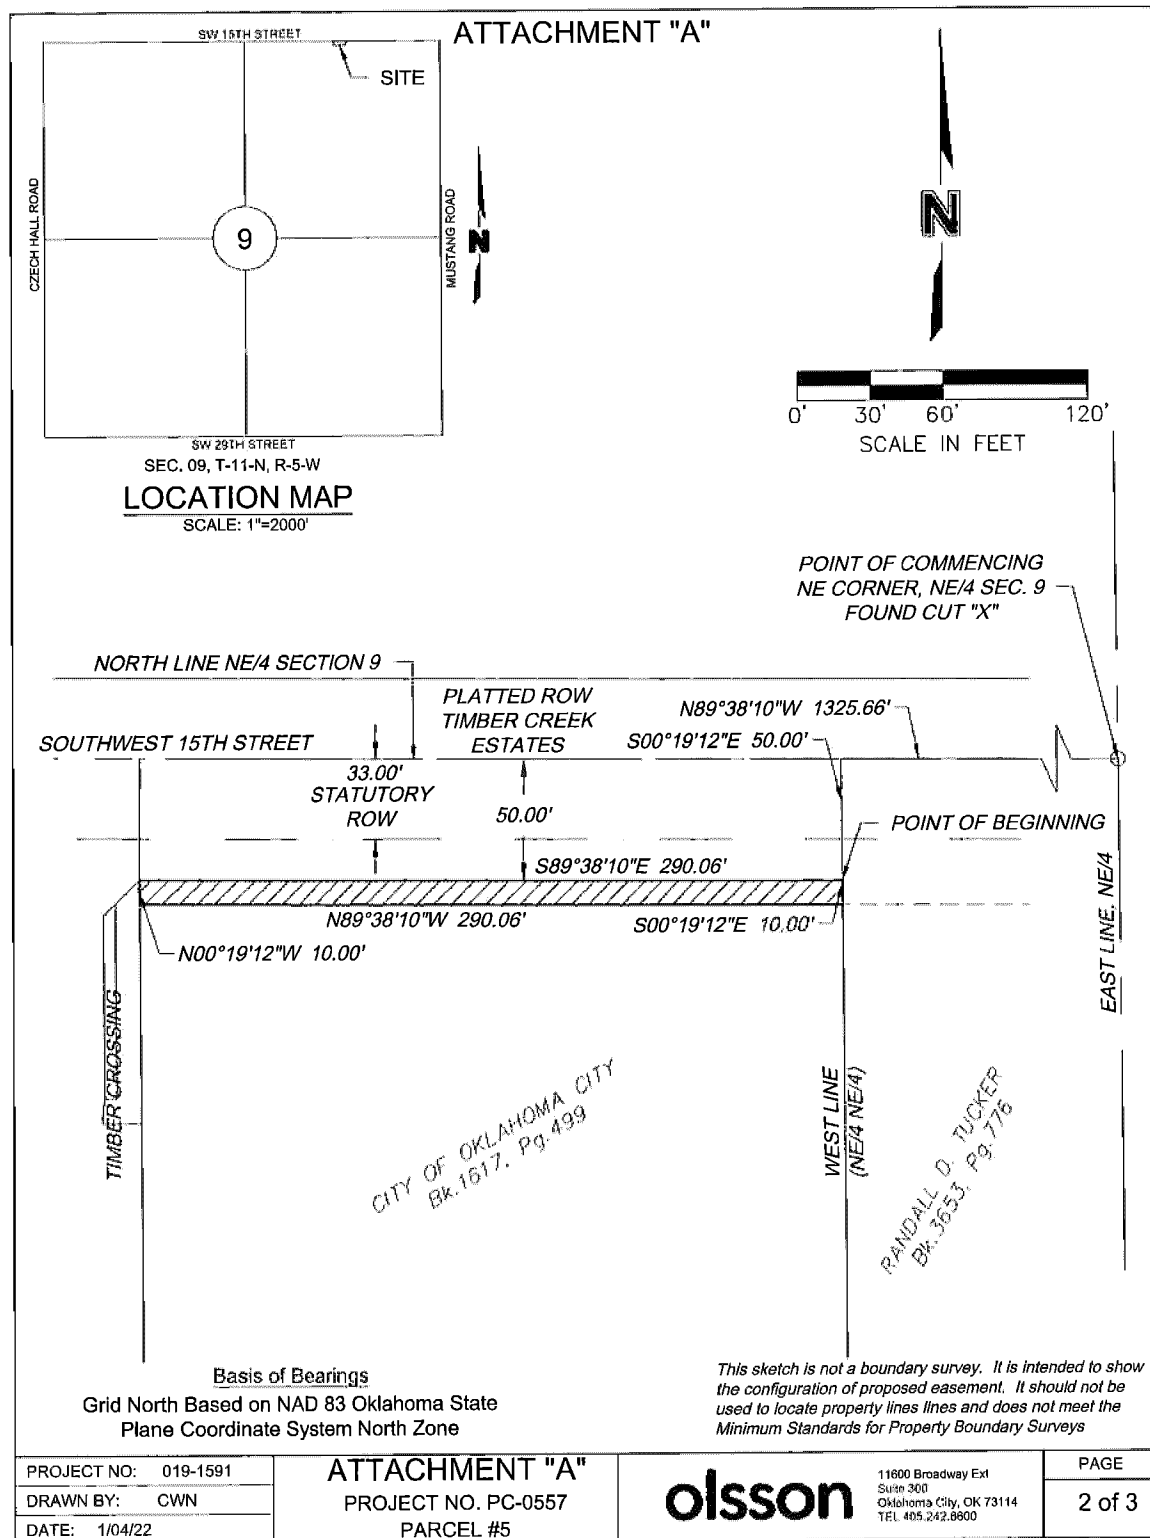 ATTACHMENT "A"
SW 15TH STREET
SITE
CZECH HALL ROAD
9
MUSTANG ROAD
N
SW 29TH STREET
SEC. 09, T-11-N, R-5-W
LOCATION MAP
SCALE: 1"=2000'
N
0' 30' 60' 120'
SCALE IN FEET
POINT OF COMMENCING
NE CORNER, NE/4 SEC. 9
FOUND CUT "X"
NORTH LINE NE/4 SECTION 9
PLATTED ROW
TIMBER CREEK
ESTATES
N89°38'10"W 1325.66'
SOUTHWEST 15TH STREET
S00°19'12"E 50.00'
33.00'
STATUTORY
ROW
50.00'
POINT OF BEGINNING
S89°38'10"E 290.06'
N89°38'10"W 290.06'
S00°19'12"E 10.00'
N00°19'12"W 10.00'
EAST LINE, NE/4
TIMBER CROSSING
CITY OF OKLAHOMA CITY
Bk.1617, Pg.499
WEST LINE
(NE/4 NE/4)
RANDALL D. TUCKER
Bk.3653, Pg.776
Basis of Bearings
Grid North Based on NAD 83 Oklahoma State
Plane Coordinate System North Zone
This sketch is not a boundary survey. It is intended to show
the configuration of proposed easement. It should not be
used to locate property lines lines and does not meet the
Minimum Standards for Property Boundary Surveys
PROJECT NO: 019-1591
DRAWN BY: CWN
DATE: 1/04/22
ATTACHMENT "A"
PROJECT NO. PC-0557
PARCEL #5
olsson
11600 Broadway Ext
Suite 300
Oklahoma City, OK 73114
TEL 405.242.6600
PAGE
2 of 3